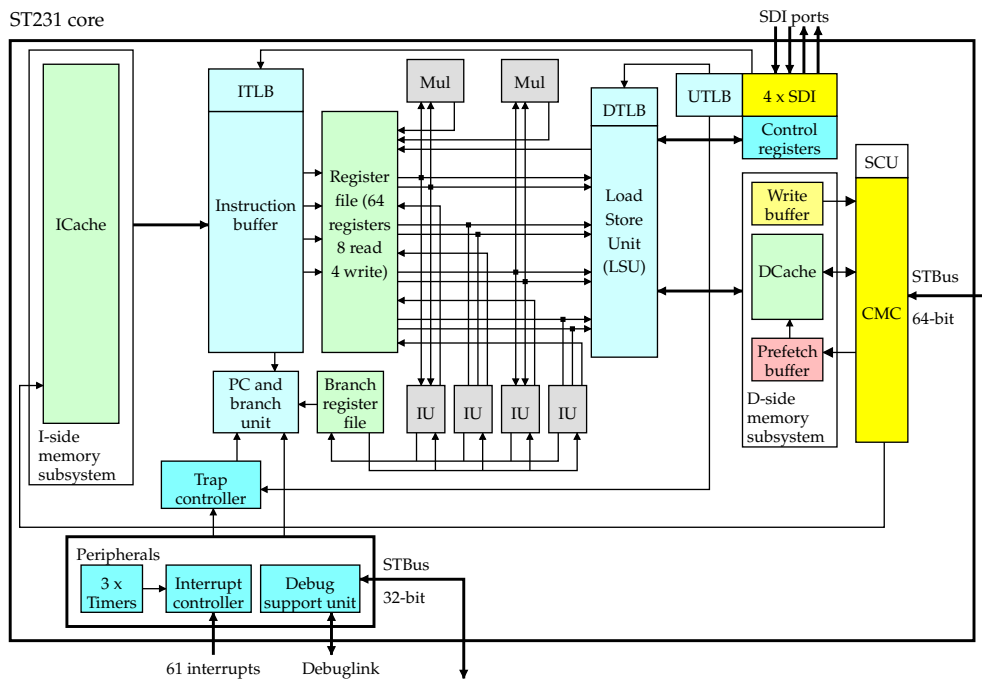 ST231 core
SDI ports
ITLB
Mul
Mul
DTLB
UTLB
4 x SDI
Control
registers
SCU
ICache
Instruction
buffer
Register
file (64
registers
8 read
4 write)
Load
Store
Unit
(LSU)
Write
buffer
DCache
Prefetch
buffer
CMC
STBus
64-bit
D-side
memory
subsystem
PC and
branch
unit
Branch
register
file
IU
IU
IU
IU
I-side
memory
subsystem
Trap
controller
Peripherals
3 x
Timers
Interrupt
controller
Debug
support unit
STBus
32-bit
61 interrupts
Debuglink